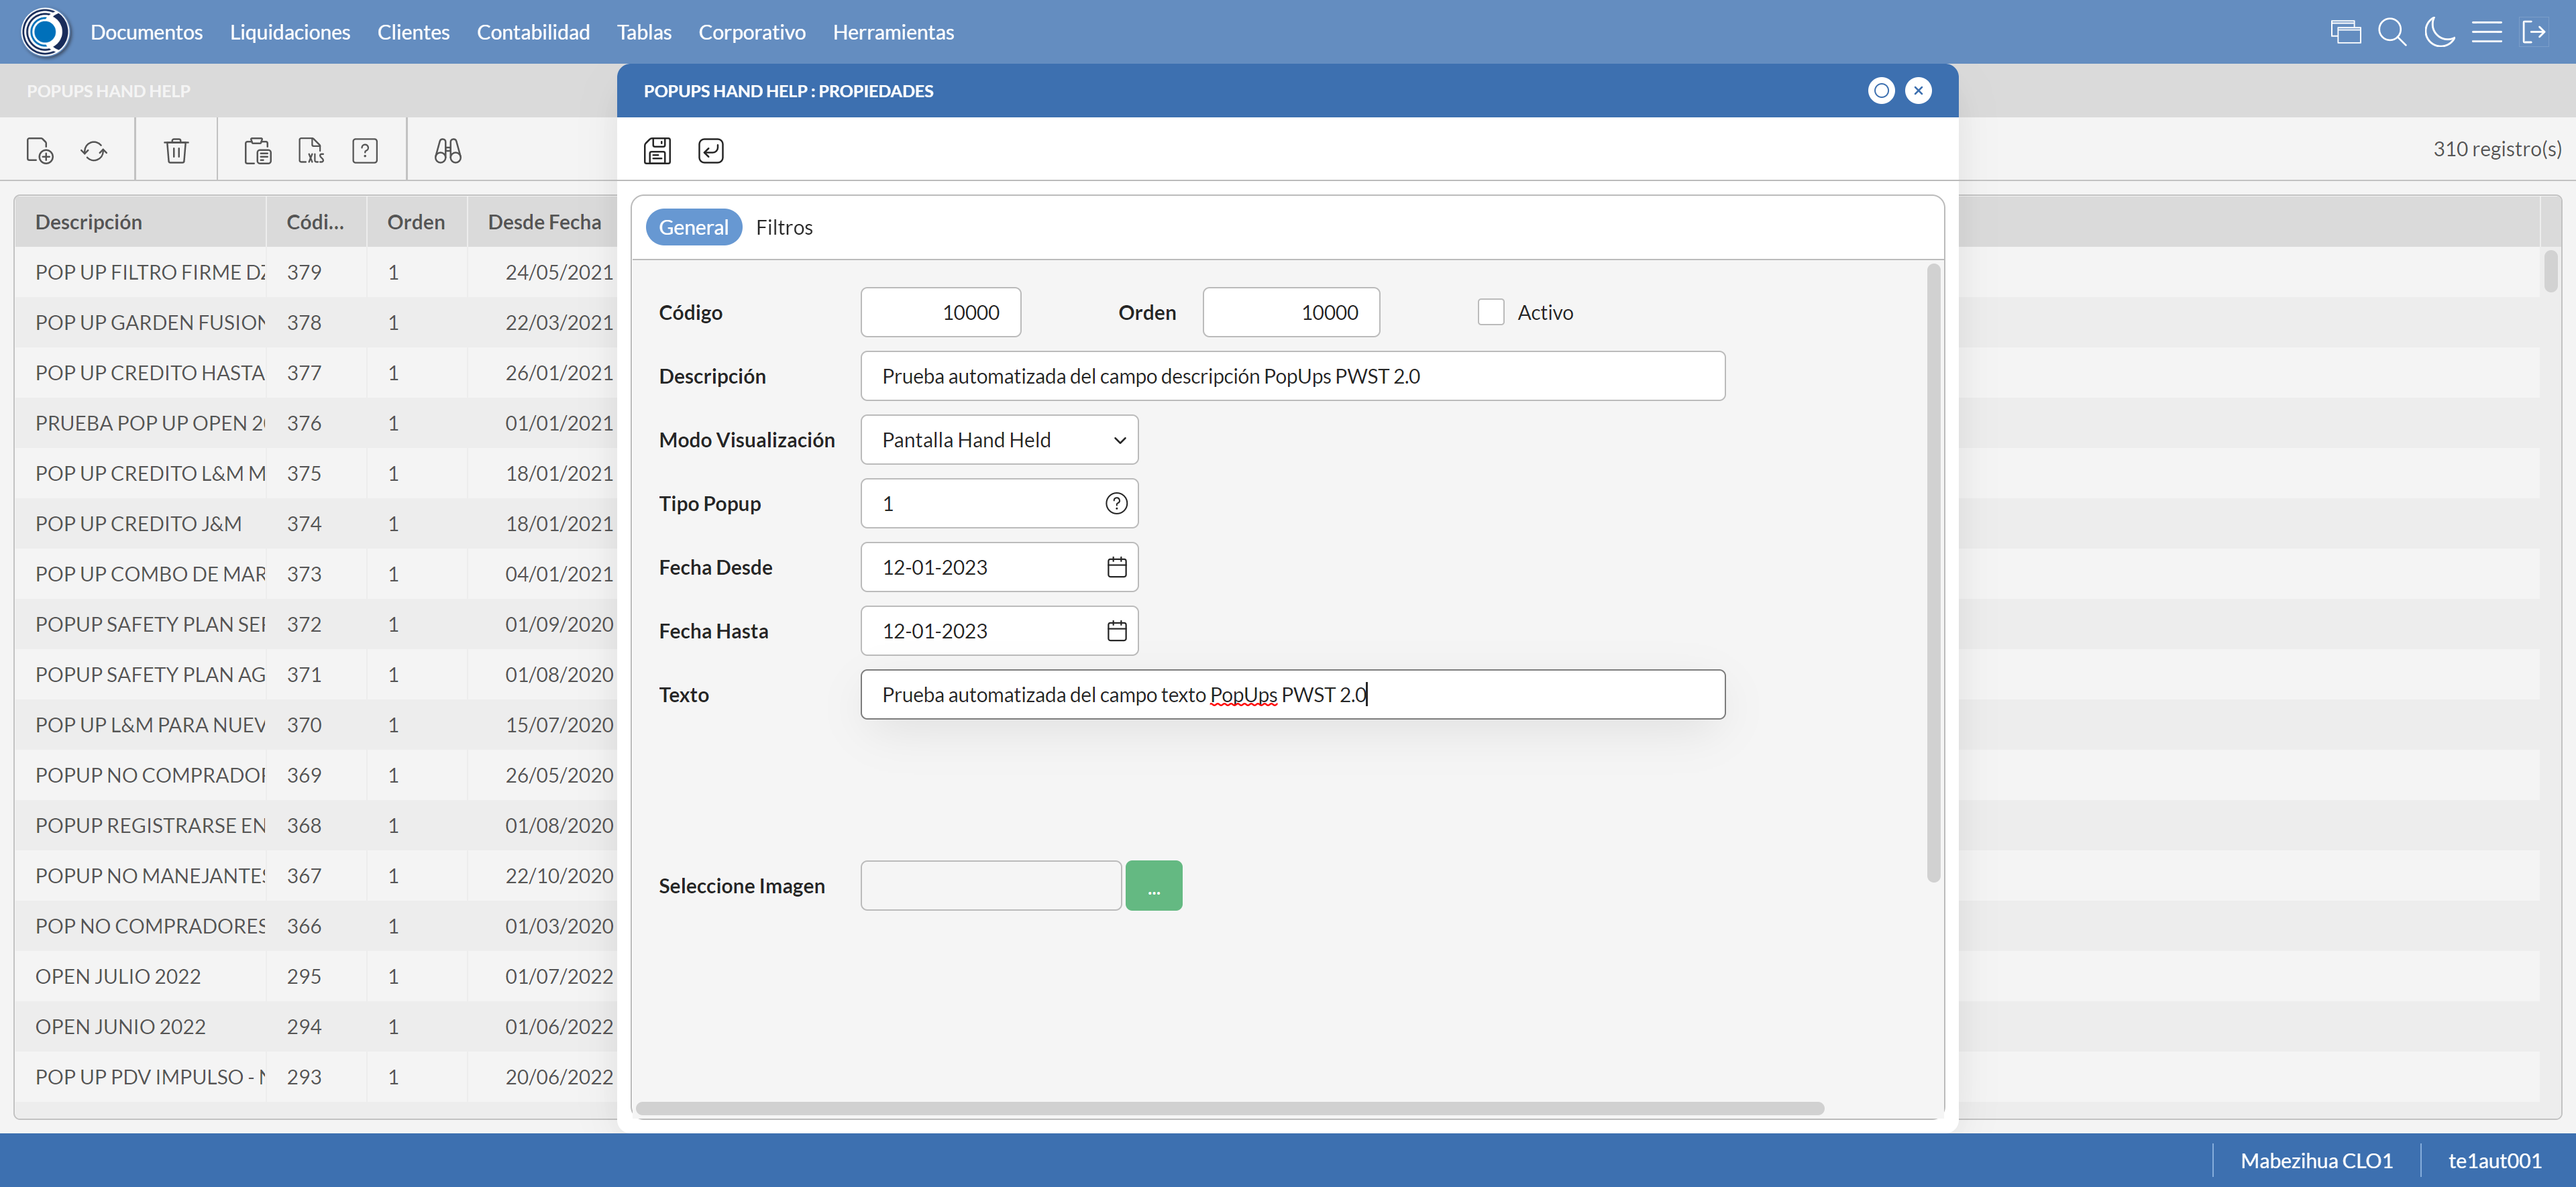 Documentos Liquidaciones Clientes Contabilidad Tablas Corporativo Herramientas
POPUPS HAND HELP
POPUPS HAND HELP : PROPIEDADES
XLS
310 registro(s)
Descripción Códi... Orden Desde Fecha
General Filtros
POP UP FILTRO FIRME DZ 379 1 24/05/2021
POP UP GARDEN FUSION 378 1 22/03/2021
POP UP CREDITO HASTA 377 1 26/01/2021
PRUEBA POP UP OPEN 376 1 01/01/2021
POP UP CREDITO L&M M 375 1 18/01/2021
POP UP CREDITO J&M 374 1 18/01/2021
POP UP COMBO DE MAR 373 1 04/01/2021
POPUP SAFETY PLAN SEI 372 1 01/09/2020
POPUP SAFETY PLAN AG 371 1 01/08/2020
POP UP L&M PARA NUEV 370 1 15/07/2020
POPUP NO COMPRADOR 369 1 26/05/2020
POPUP REGISTRARSE EN 368 1 01/08/2020
POPUP NO MANEJANTES 367 1 22/10/2020
POP NO COMPRADORES 366 1 01/03/2020
OPEN JULIO 2022 295 1 01/07/2022
OPEN JUNIO 2022 294 1 01/06/2022
POP UP PDV IMPULSO - N 293 1 20/06/2022
Código 10000 Orden 10000 Activo
Descripción Prueba automatizada del campo descripción PopUps PWST 2.0
Modo Visualización Pantalla Hand Held
Tipo Popup 1
Fecha Desde 12-01-2023
Fecha Hasta 12-01-2023
Texto Prueba automatizada del campo texto PopUps PWST 2.0
Seleccione Imagen ...
Mabezihua CLO1 te1aut001